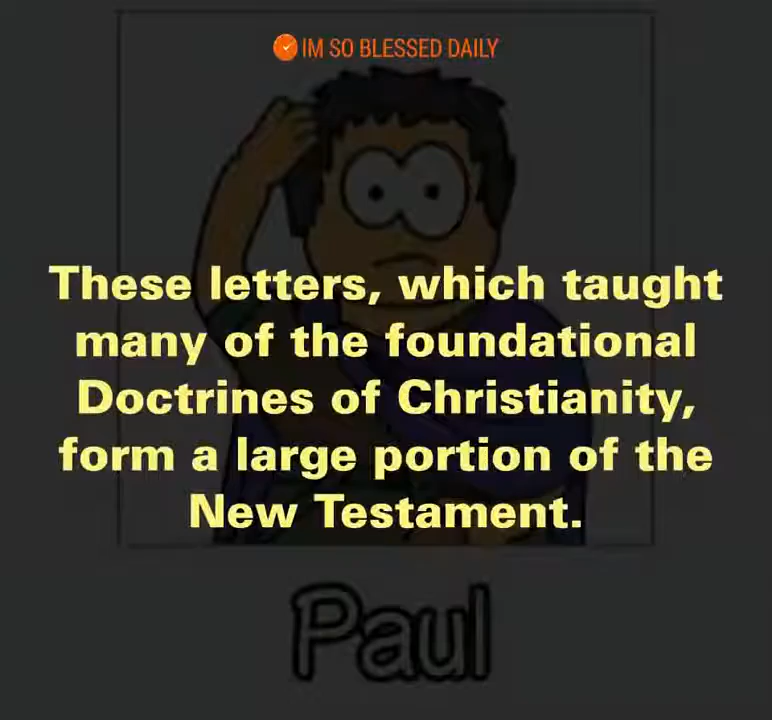 IM SO BLESSED DAILY
These letters, which taught
many of the foundational
Doctrines of Christianity,
form a large portion of the
New Testament.
Paul